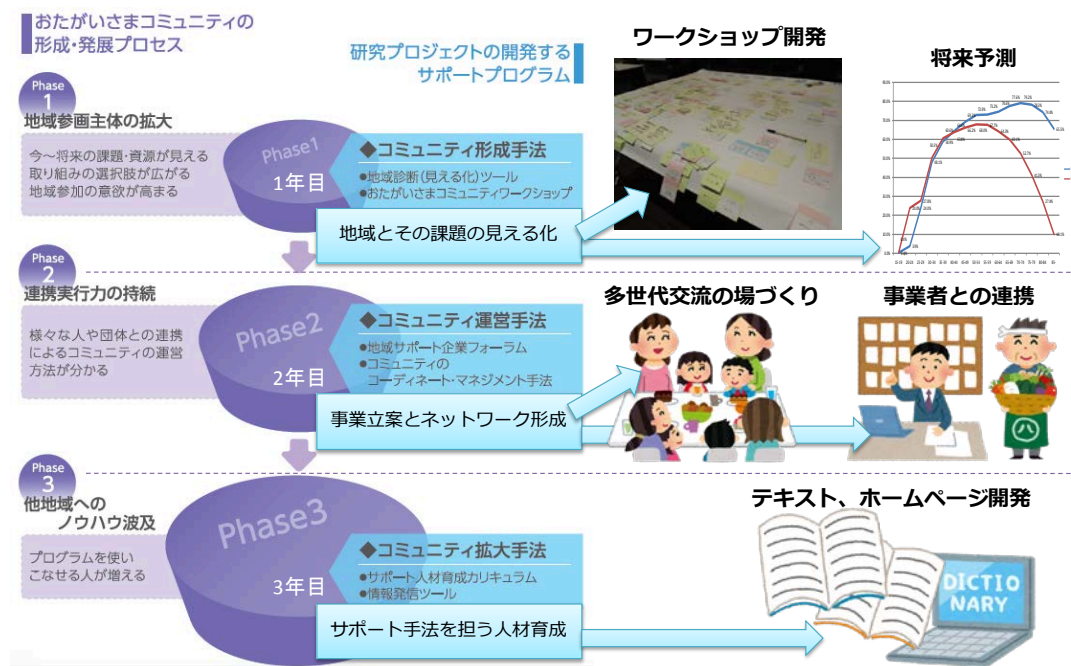 おたがいさまコミュニティの
形成・発展プロセス
研究プロジェクトの開発する
サポートプログラム
ワークショップ開発
将来予測
Phase
1
地域参画主体の拡大
今～将来の課題・資源が見える
取り組みの選択肢が広がる
地域参加の意欲が高まる
Phase1
1年目
◆コミュニティ形成手法
●地域診断(見える化)ツール
●おたがいさまコミュニティワークショップ
地域とその課題の見える化
Phase
2
連携実行力の持続
様々な人や団体との連携
によるコミュニティの運営
方法が分かる
Phase2
2年目
◆コミュニティ運営手法
●地域サポート企業フォーラム
●コミュニティの
コーディネート・マネジメント手法
事業立案とネットワーク形成
多世代交流の場づくり
事業者との連携
八
Phase
3
他地域への
ノウハウ波及
プログラムを使い
こなせる人が増える
Phase3
3年目
◆コミュニティ拡大手法
●サポート人材育成カリキュラム
●情報発信ツール
サポート手法を担う人材育成
テキスト、ホームページ開発
DICTIO
NARY